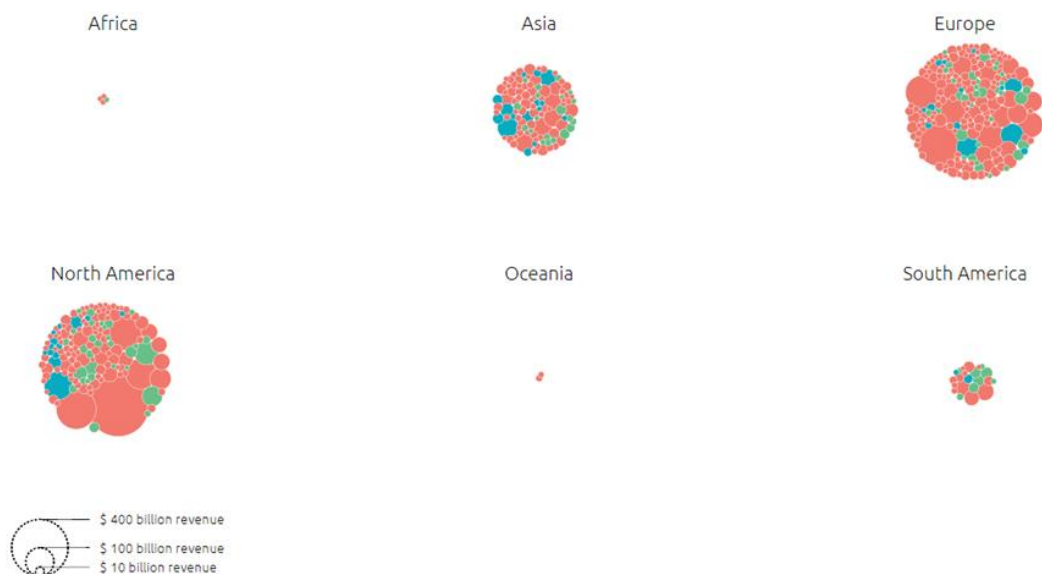 Africa
Asia
Europe
North America
Oceania
South America
$ 400 billion revenue
$ 100 billion revenue
$ 10 billion revenue